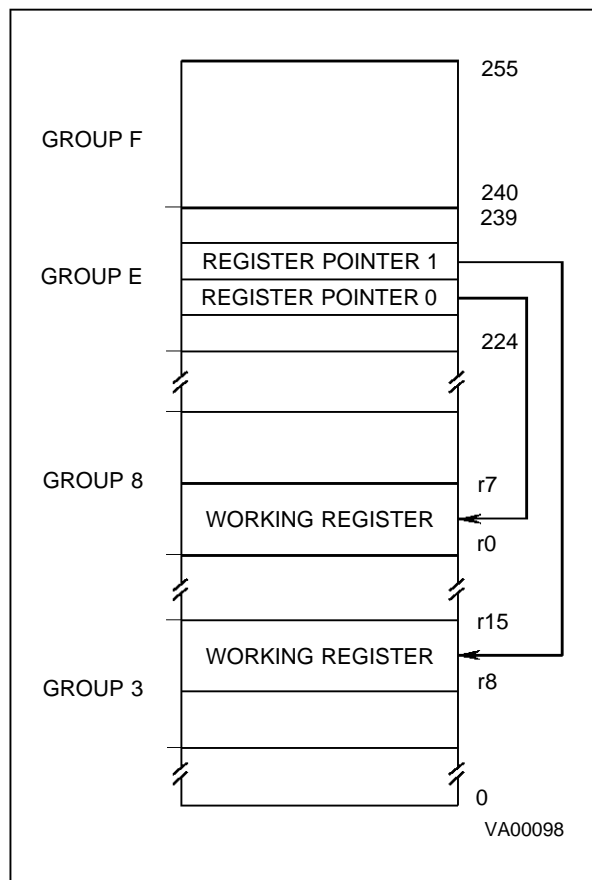 255
GROUP F
240
239
REGISTER POINTER 1
GROUP E
REGISTER POINTER 0
224
GROUP 8
r7
WORKING REGISTER
r0
r15
WORKING REGISTER
r8
GROUP 3
0
VA00098